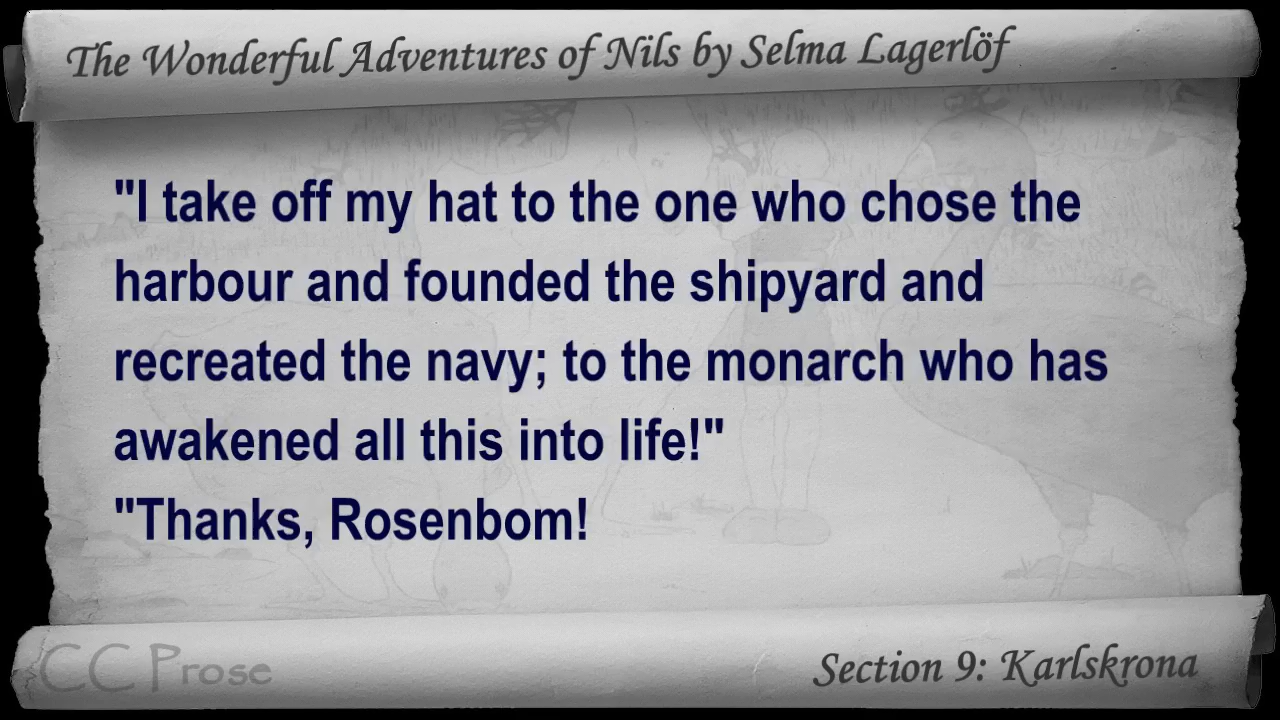 The Wonderful Adventures of Nils by Selma Lagerlöf
"I take off my hat to the one who chose the
harbour and founded the shipyard and
recreated the navy; to the monarch who has
awakened all this into life!"
"Thanks, Rosenbom!
CC Prose
Section 9: Karlskrona